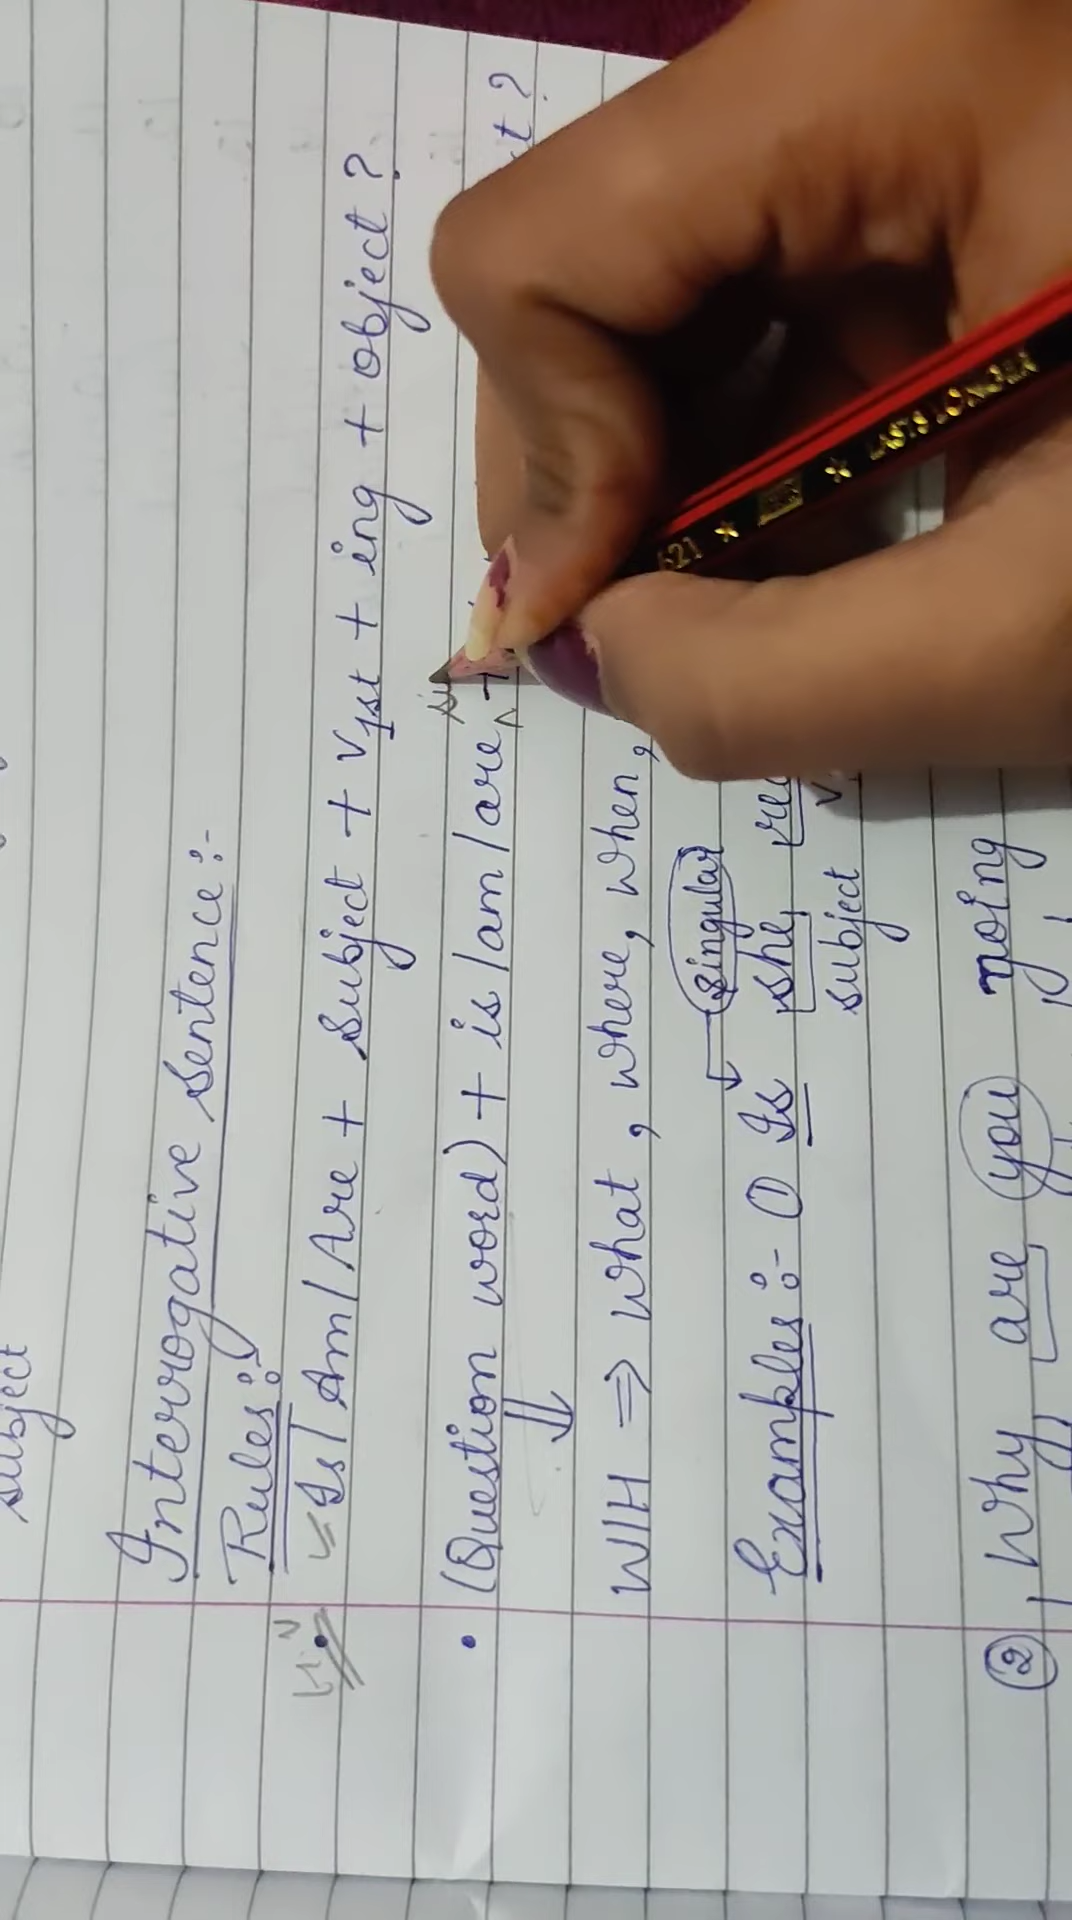 subject
Interrogative sentence :-
Rules :-
Is / Am / Are + Subject + V1st + ing + object ?
• (Question word) + is / am / are +
WH ⇒ what, where, when,
singular
Examples :- ① Is she
subject
② Why are you
621 ★ ★